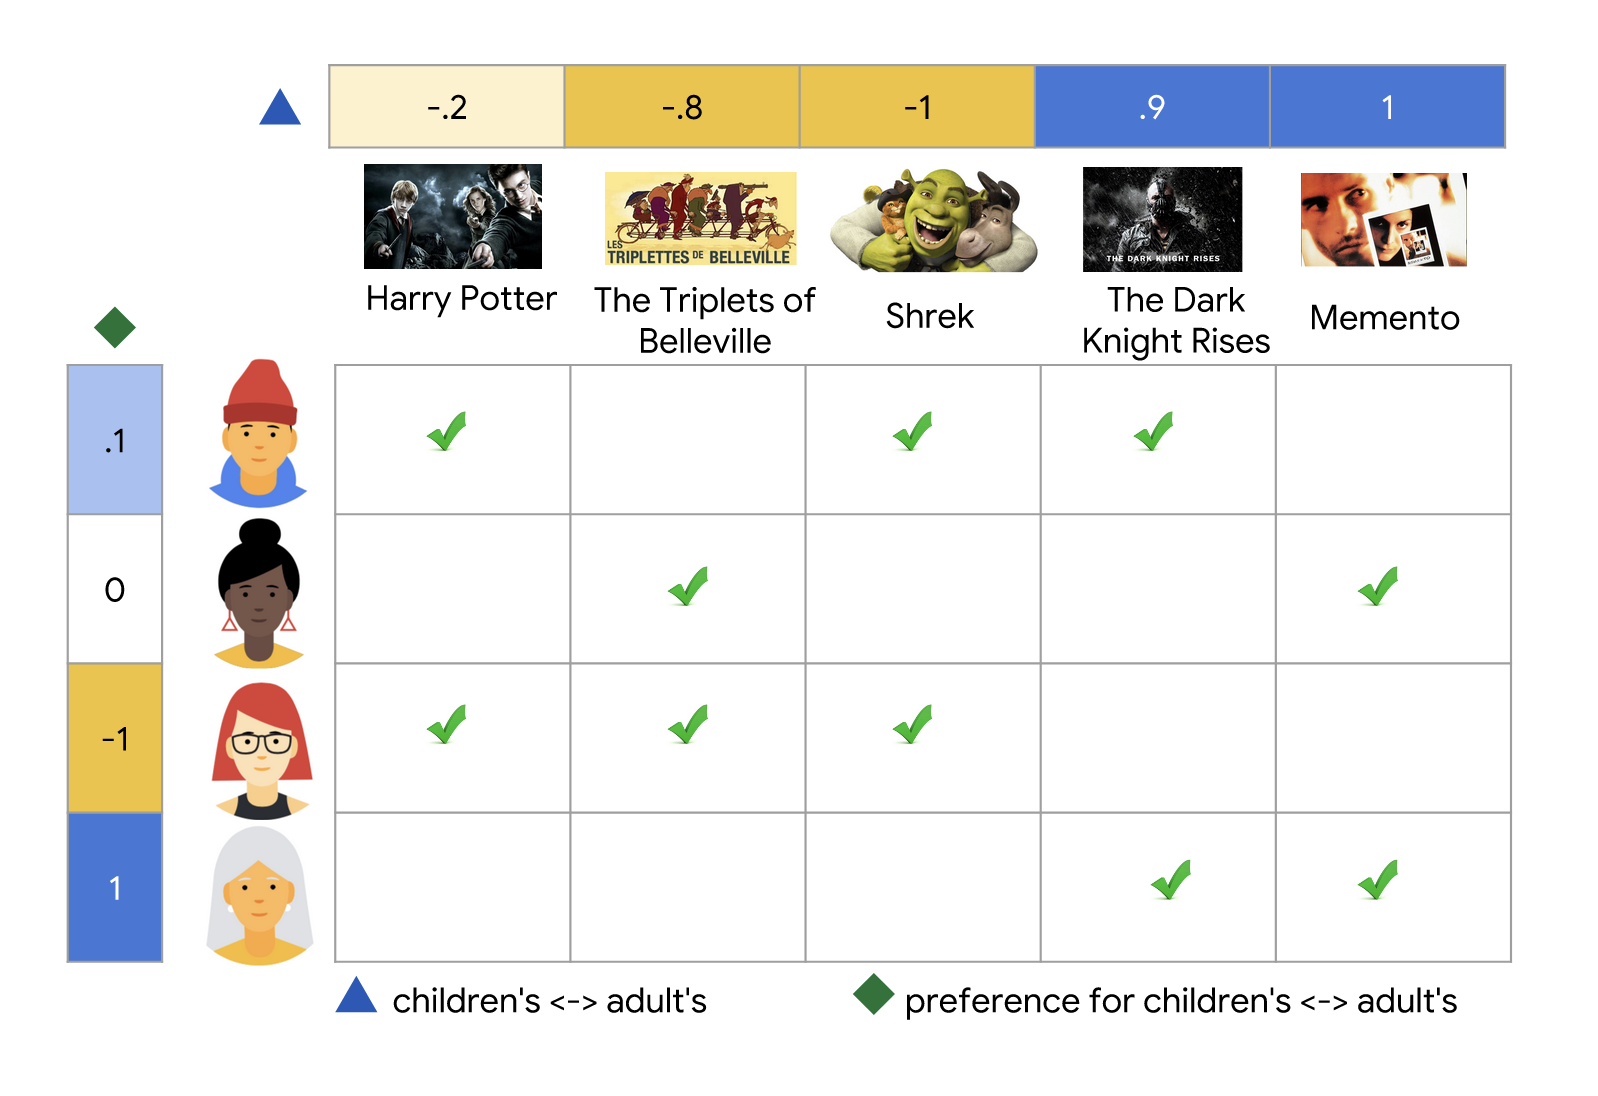 -.2 -.8 -1 .9 1
LES
TRIPLETTES DE BELLEVILLE
THE DARK KNIGHT RISES
Harry Potter
The Triplets of
Belleville
Shrek
The Dark
Knight Rises
Memento
.1
0
-1
1
children's <-> adult's
preference for children's <-> adult's